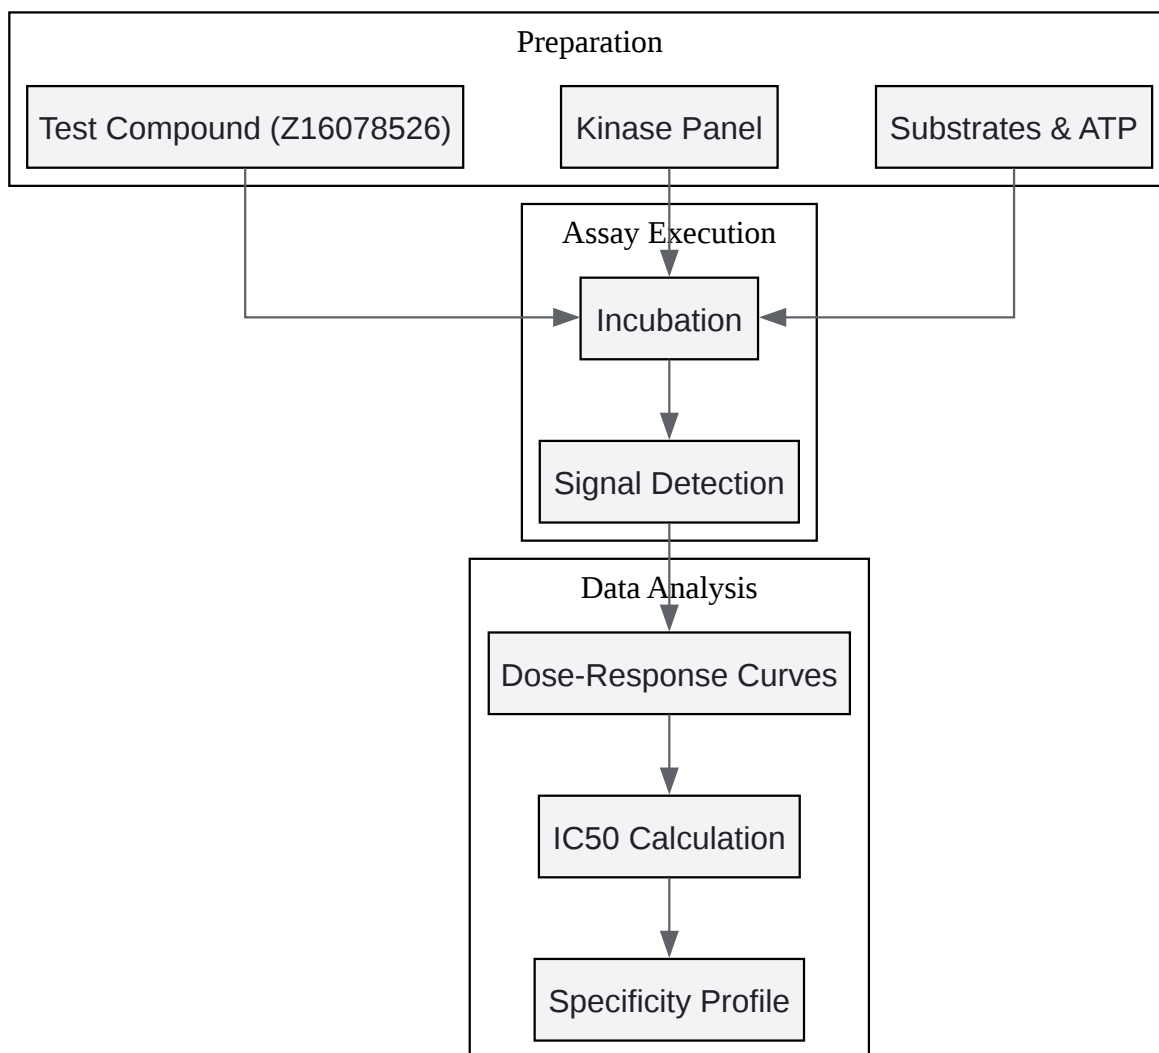 Preparation
Test Compound (Z16078526)
Kinase Panel
Substrates & ATP
Assay Execution
Incubation
Signal Detection
Data Analysis
Dose-Response Curves
IC50 Calculation
Specificity Profile